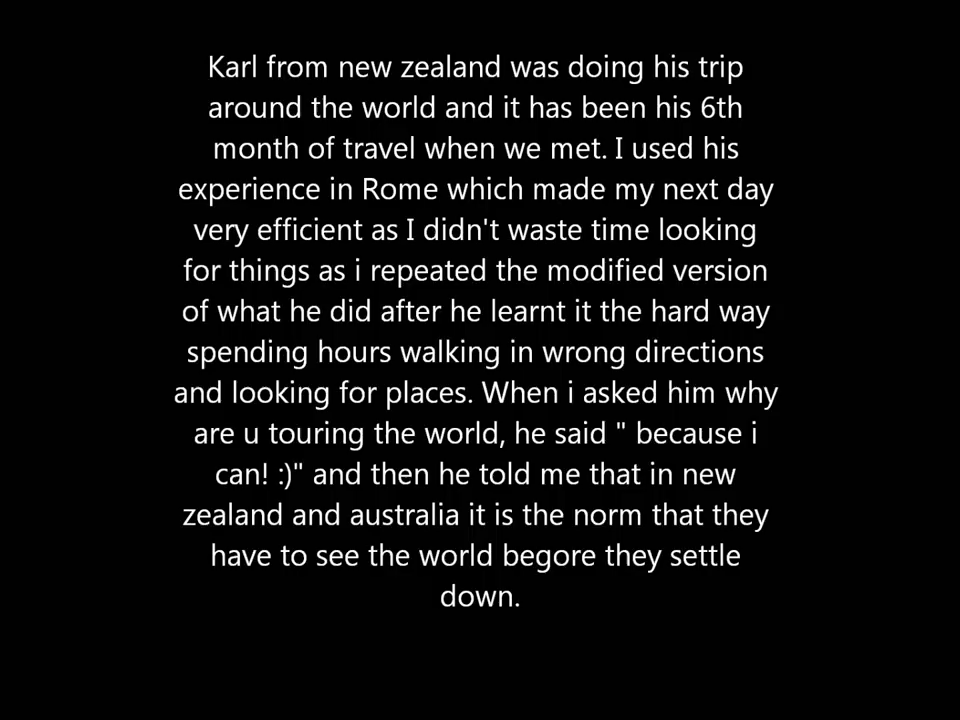 Karl from new zealand was doing his trip
around the world and it has been his 6th
month of travel when we met. I used his
experience in Rome which made my next day
very efficient as I didn't waste time looking
for things as i repeated the modified version
of what he did after he learnt it the hard way
spending hours walking in wrong directions
and looking for places. When i asked him why
are u touring the world, he said " because i
can! :)" and then he told me that in new
zealand and australia it is the norm that they
have to see the world begore they settle
down.